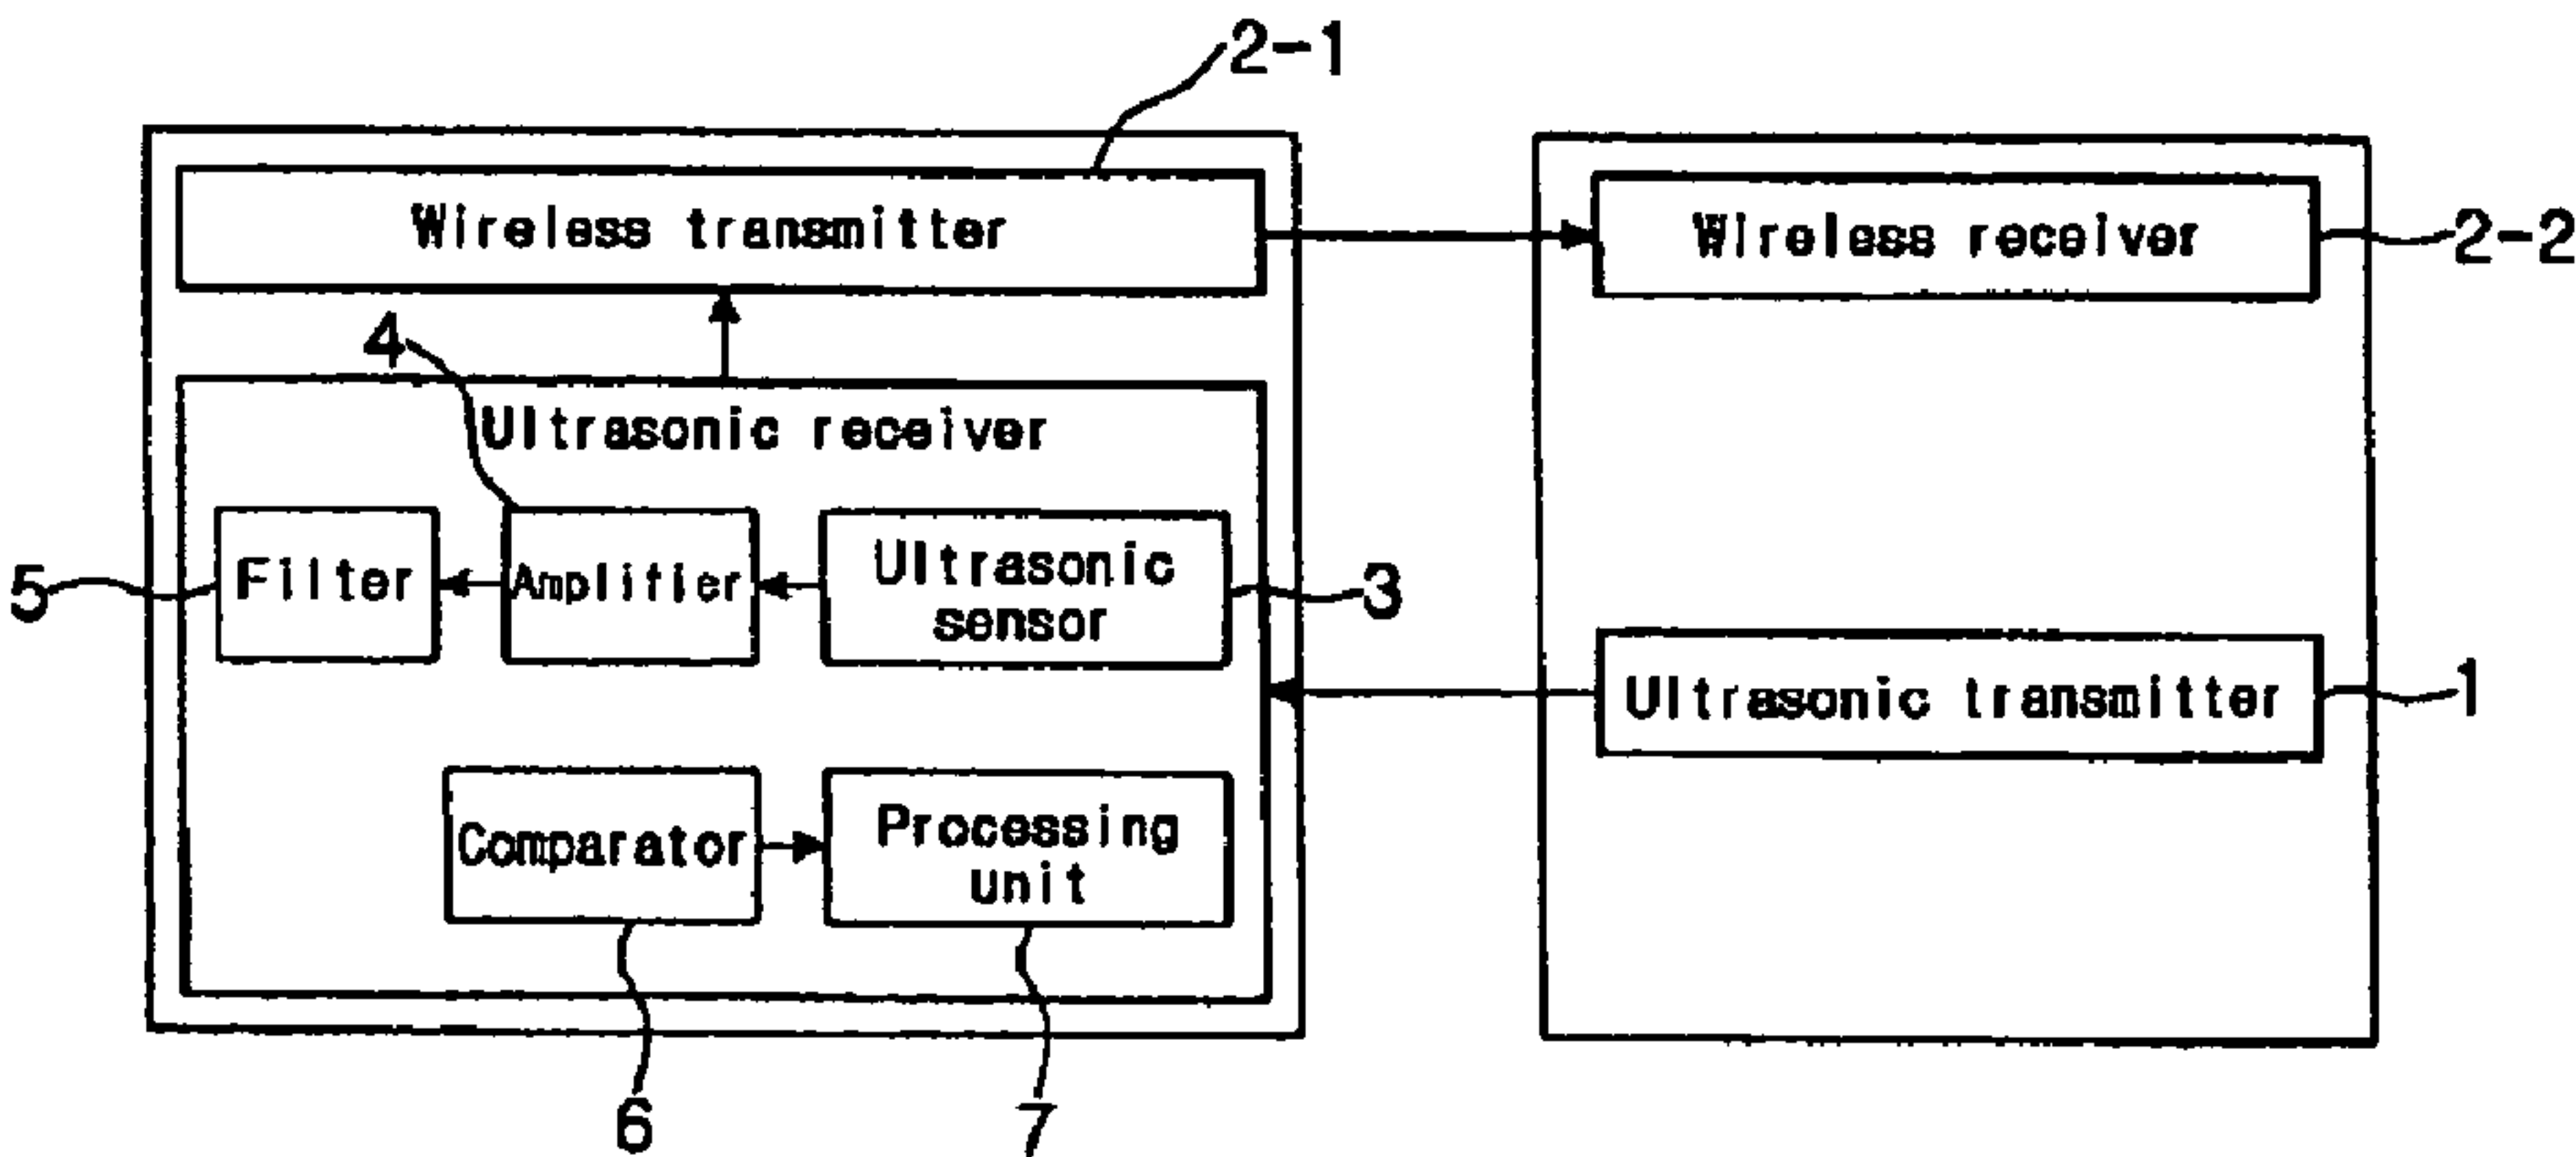 2-1
Wireless transmitter
Wireless receiver
2-2
4
Ultrasonic receiver
5
Filter
Amplifier
Ultrasonic
sensor
3
Ultrasonic transmitter
1
Comparator
Processing
unit
6
7